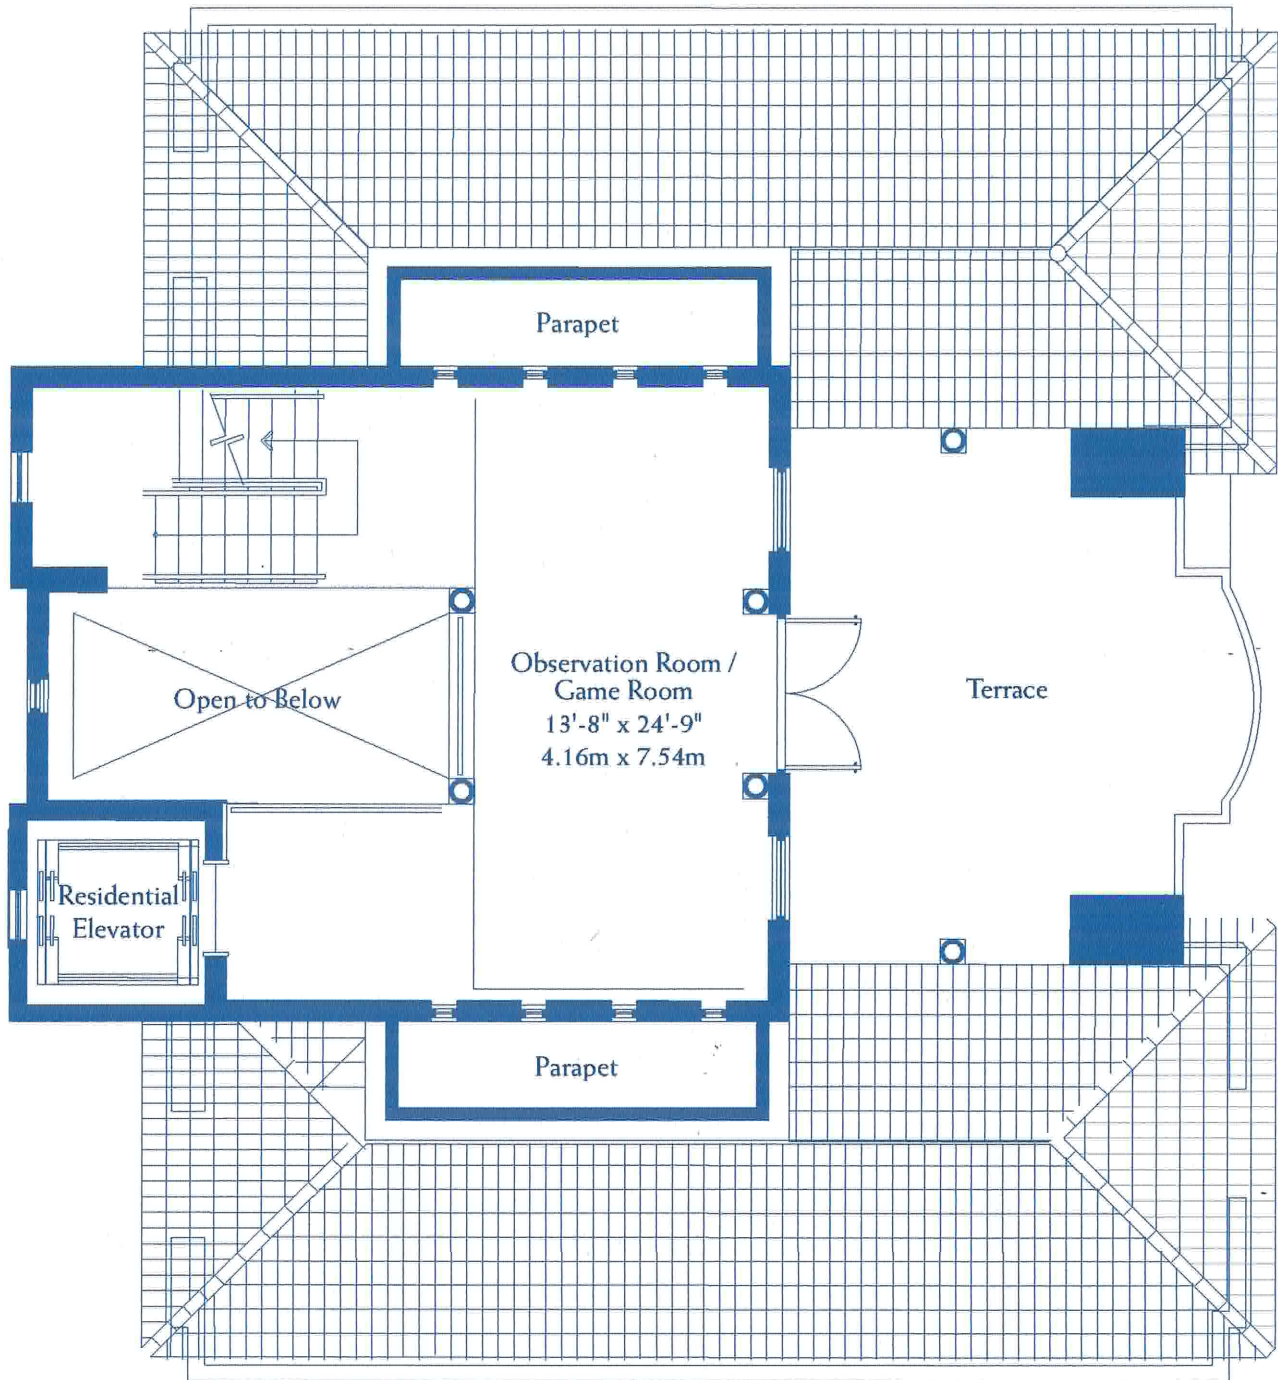 Parapet
Observation Room /
Game Room
13'-8" x 24'-9"
4.16m x 7.54m
Open to Below
Terrace
Residential
Elevator
Parapet